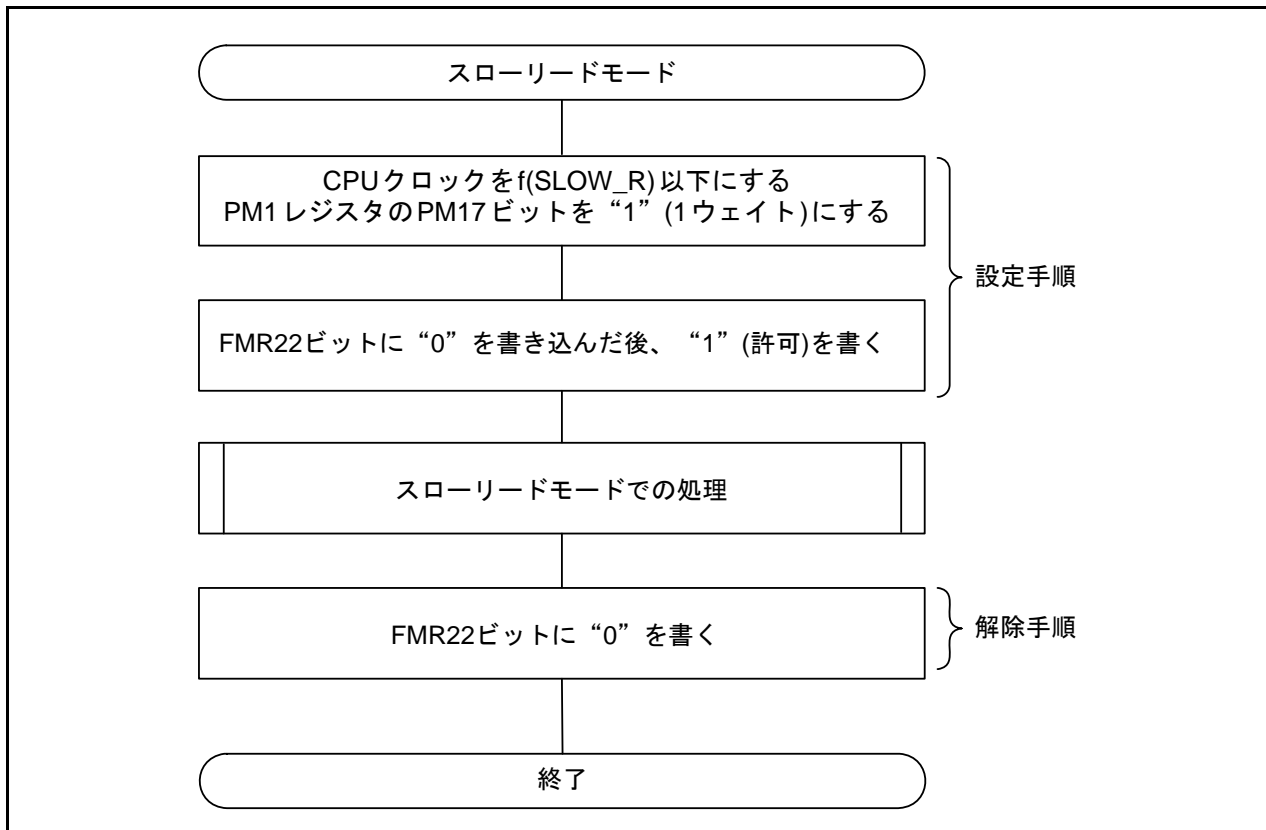 スローリードモード
CPUクロックをf(SLOW_R)以下にする
PM1レジスタのPM17ビットを“1”(1ウェイト)にする
設定手順
FMR22ビットに“0”を書き込んだ後、“1”(許可)を書く
スローリードモードでの処理
FMR22ビットに“0”を書く
解除手順
終了